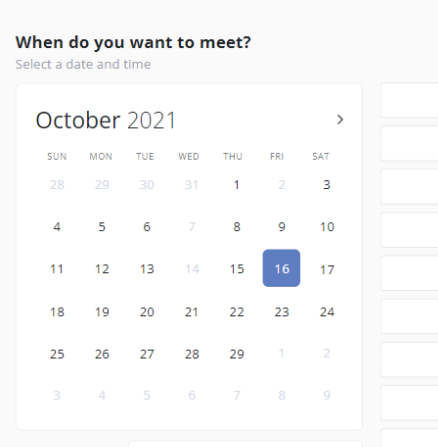 When do you want to meet?
Select a date and time
October 2021
SUN MON TUE WED THU FRI SAT
28 29 30 31 1 2 3
4 5 6 7 8 9 10
11 12 13 14 15 16 17
18 19 20 21 22 23 24
25 26 27 28 29 1 2
3 4 5 6 7 8 9